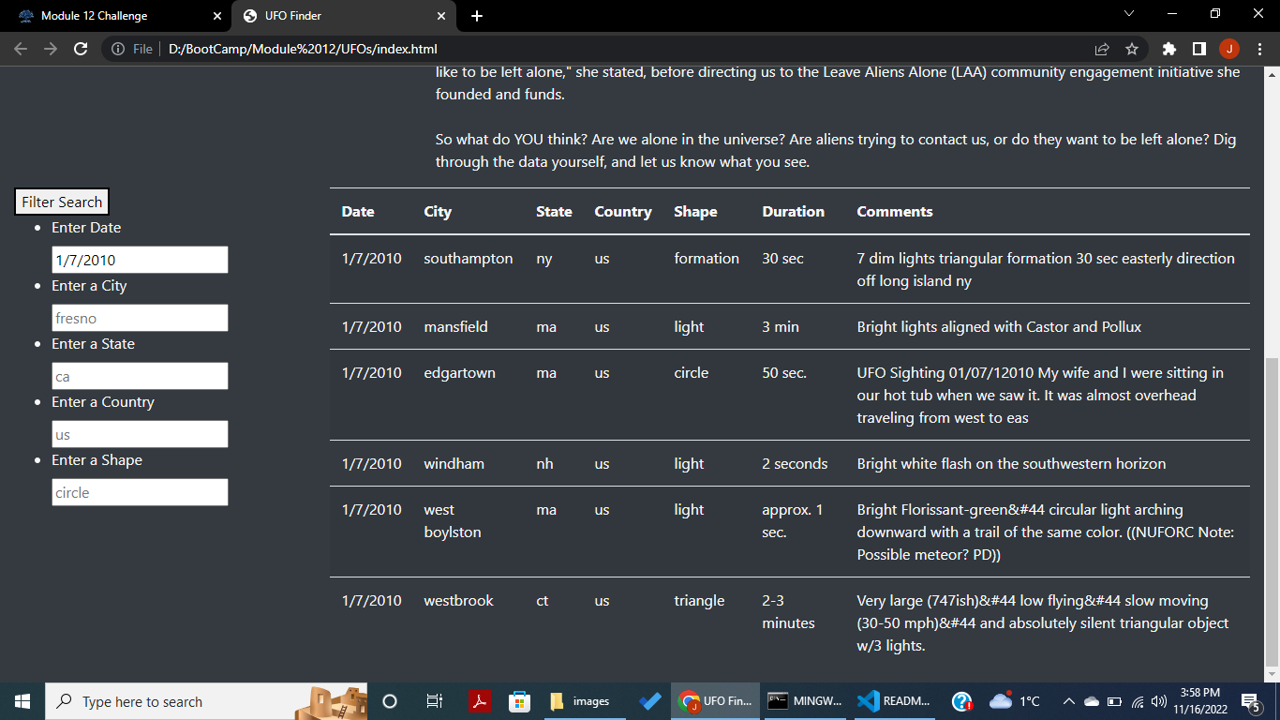 Module 12 Challenge
UFO Finder
File
D:/BootCamp/Module%2012/UFOs/index.html
J
like to be left alone," she stated, before directing us to the Leave Aliens Alone (LAA) community engagement initiative she
founded and funds.
So what do YOU think? Are we alone in the universe? Are aliens trying to contact us, or do they want to be left alone? Dig
through the data yourself, and let us know what you see.
Filter Search
Enter Date
1/7/2010
Enter a City
fresno
Enter a State
ca
Enter a Country
us
Enter a Shape
circle
Date City State Country Shape Duration Comments
1/7/2010 southampton ny us formation 30 sec 7 dim lights triangular formation 30 sec easterly direction
off long island ny
1/7/2010 mansfield ma us light 3 min Bright lights aligned with Castor and Pollux
1/7/2010 edgartown ma us circle 50 sec. UFO Sighting 01/07/12010 My wife and I were sitting in
our hot tub when we saw it. It was almost overhead
traveling from west to eas
1/7/2010 windham nh us light 2 seconds Bright white flash on the southwestern horizon
1/7/2010 west ma us light approx. 1 Bright Florissant-green&#44 circular light arching
boylston sec. downward with a trail of the same color. ((NUFORC Note:
Possible meteor? PD))
1/7/2010 westbrook ct us triangle 2-3 Very large (747ish)&#44 low flying&#44 slow moving
minutes (30-50 mph)&#44 and absolutely silent triangular object
w/3 lights.
Type here to search
images
UFO Fin...
MINGW...
READM...
1°C
3:58 PM
11/16/2022
5